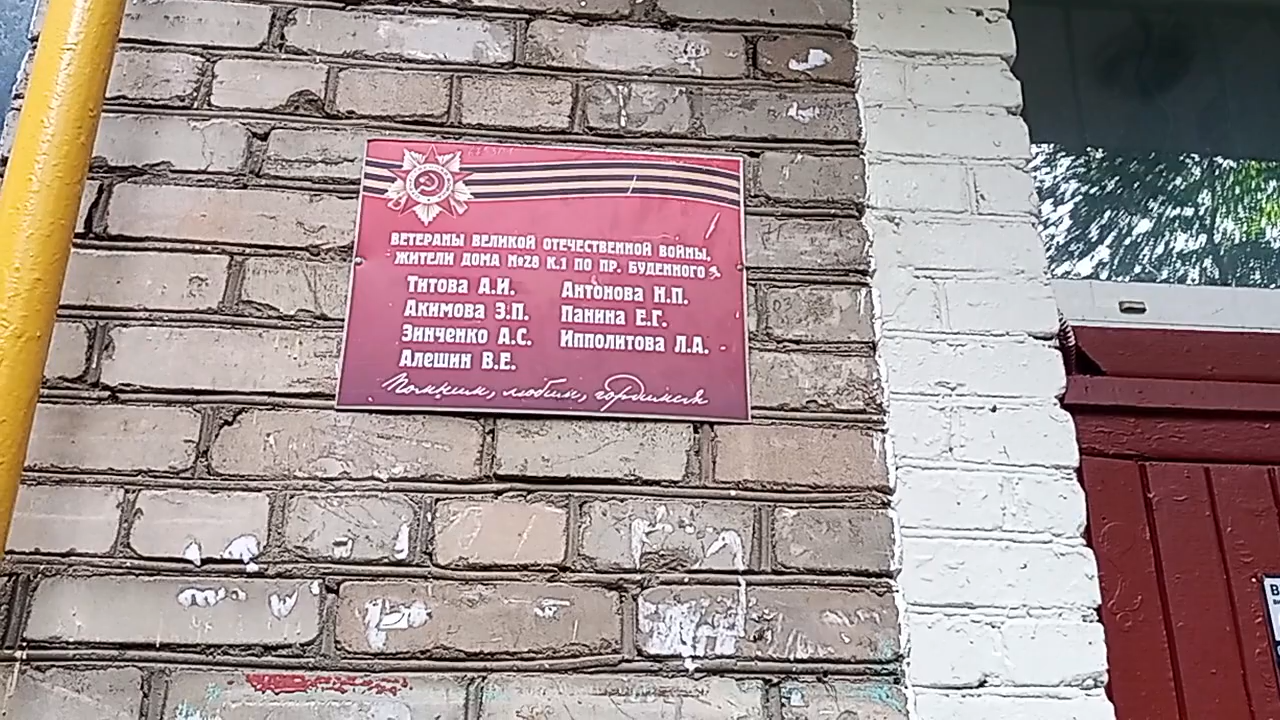 ВЕТЕРАНЫ ВЕЛИКОЙ ОТЕЧЕСТВЕННОЙ ВОЙНЫ,
ЖИТЕЛИ ДОМА №28 К.1 ПО ПР. БУДЕННОГО
Титова А.И. Антонова Н.П.
Акимова Э.П. Панина Е.Г.
Зинченко А.С. Ипполитова Л.А.
Алешин В.Е.
Помним, любим, гордимся